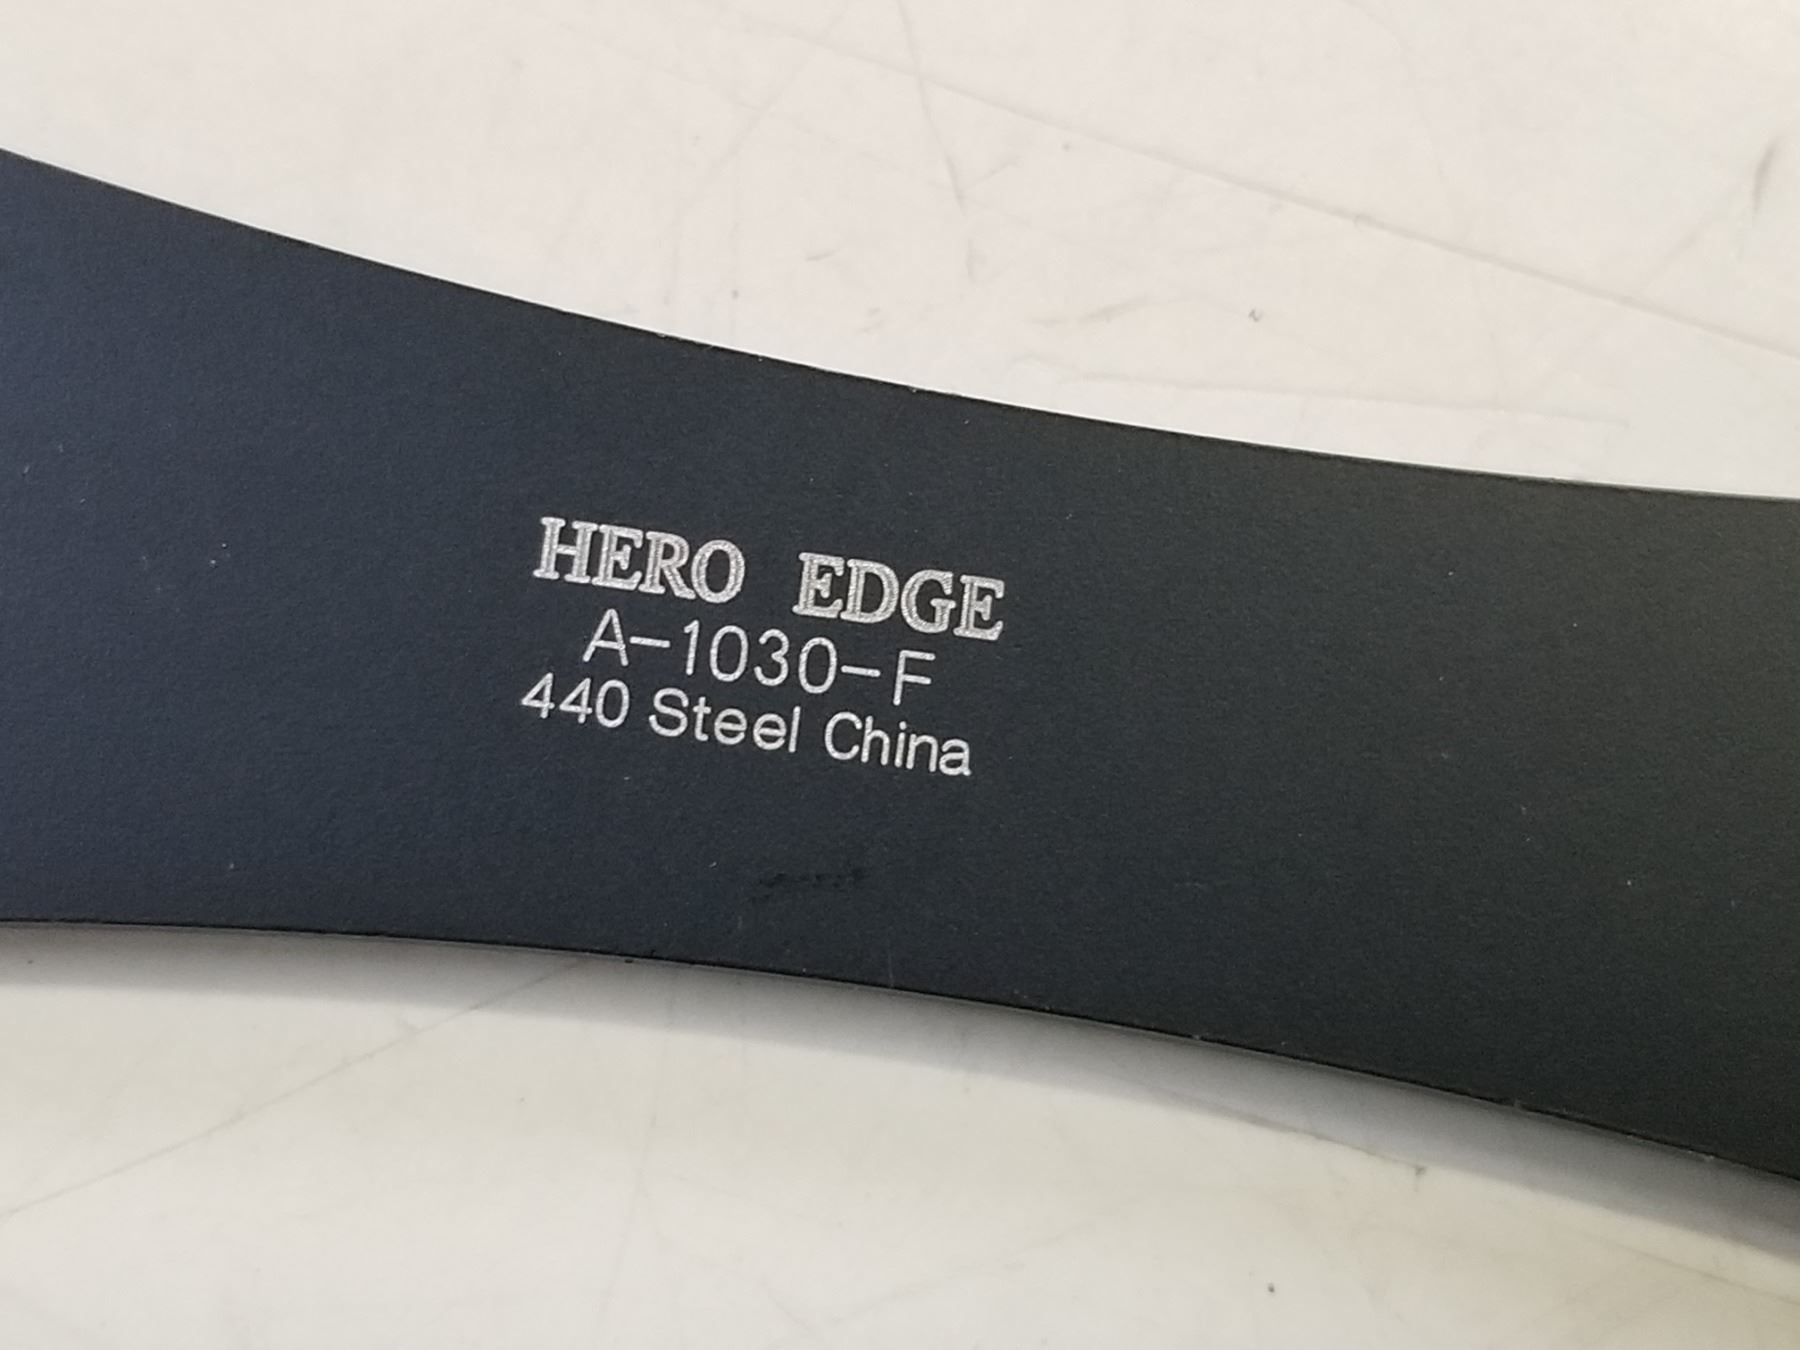 HERO EDGE
A-1030-F
440 Steel China